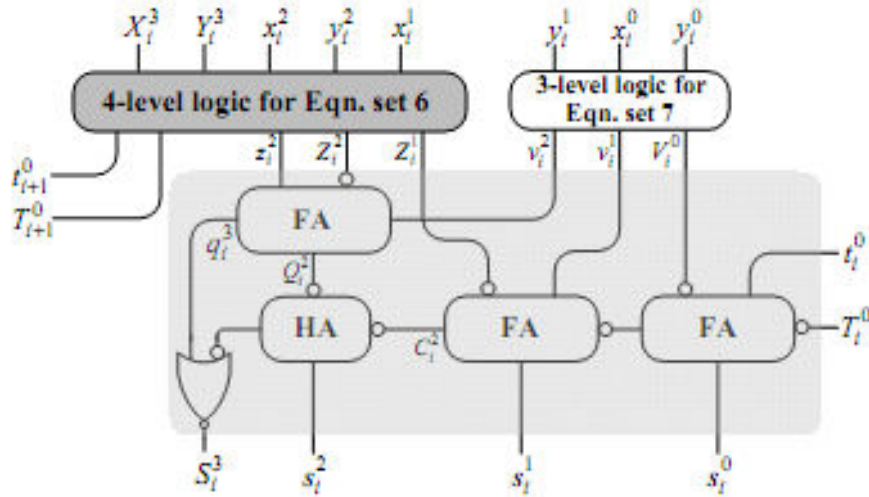 X_i^3 Y_i^3 x_i^2 y_i^2 x_i^1 y_i^1 x_i^0 y_i^0
4-level logic for Eqn. set 6
3-level logic for
Eqn. set 7
z_i^2 Z_i^2 Z_i^1 v_i^2 v_i^1 V_i^0
t_{i+1}^0
T_{i+1}^0
FA
q_i^3
Q_i^2
t_i^0
HA
C_i^2
FA
FA
T_i^0
S_i^3 s_i^2 s_i^1 s_i^0